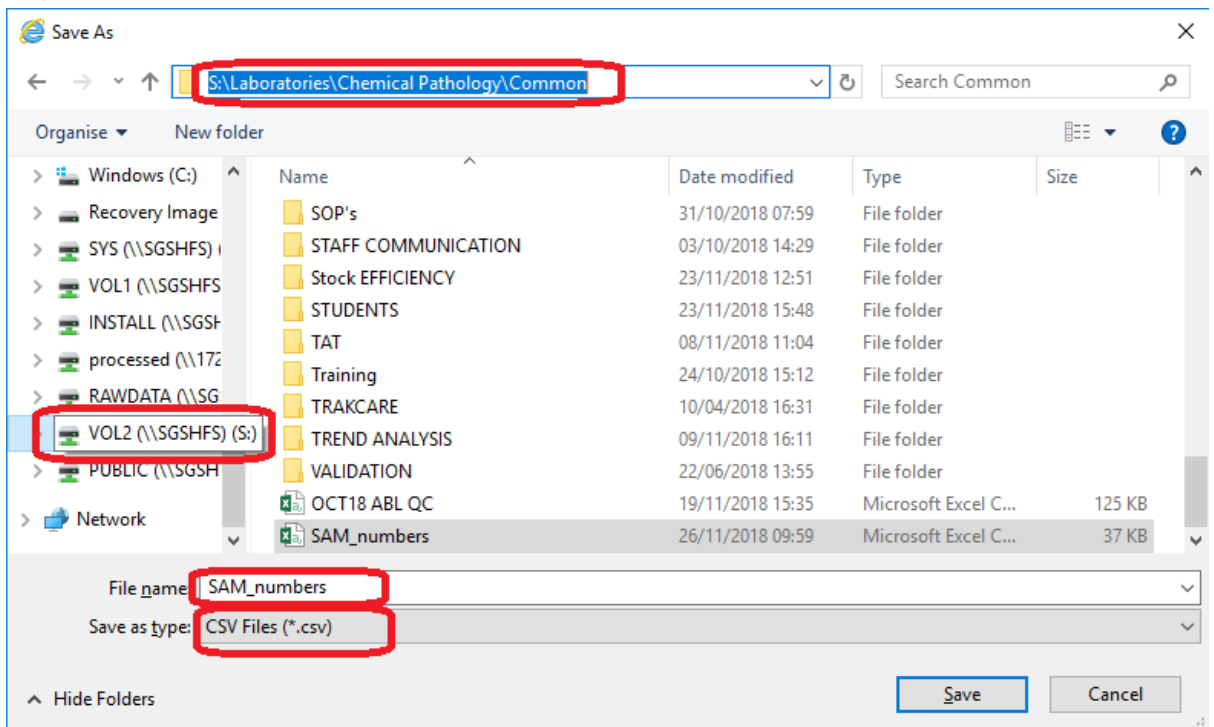 Save As
S:\Laboratories\Chemical Pathology\Common
Search Common
Organise
New folder
Name Date modified Type Size
Windows (C:)
Recovery Image
SYS (\\SGSHFS) (
VOL1 (\\SGSHFS
INSTALL (\\SGSH
processed (\\172
RAWDATA (\\SG
VOL2 (\\SGSHFS) (S:)
PUBLIC (\\SGSH
Network
SOP's 31/10/2018 07:59 File folder
STAFF COMMUNICATION 03/10/2018 14:29 File folder
Stock EFFICIENCY 23/11/2018 12:51 File folder
STUDENTS 23/11/2018 15:48 File folder
TAT 08/11/2018 11:04 File folder
Training 24/10/2018 15:12 File folder
TRAKCARE 10/04/2018 16:31 File folder
TREND ANALYSIS 09/11/2018 16:11 File folder
VALIDATION 22/06/2018 13:55 File folder
OCT18 ABL QC 19/11/2018 15:35 Microsoft Excel C... 125 KB
SAM_numbers 26/11/2018 09:59 Microsoft Excel C... 37 KB
File name: SAM_numbers
Save as type: CSV Files (*.csv)
Hide Folders
Save
Cancel